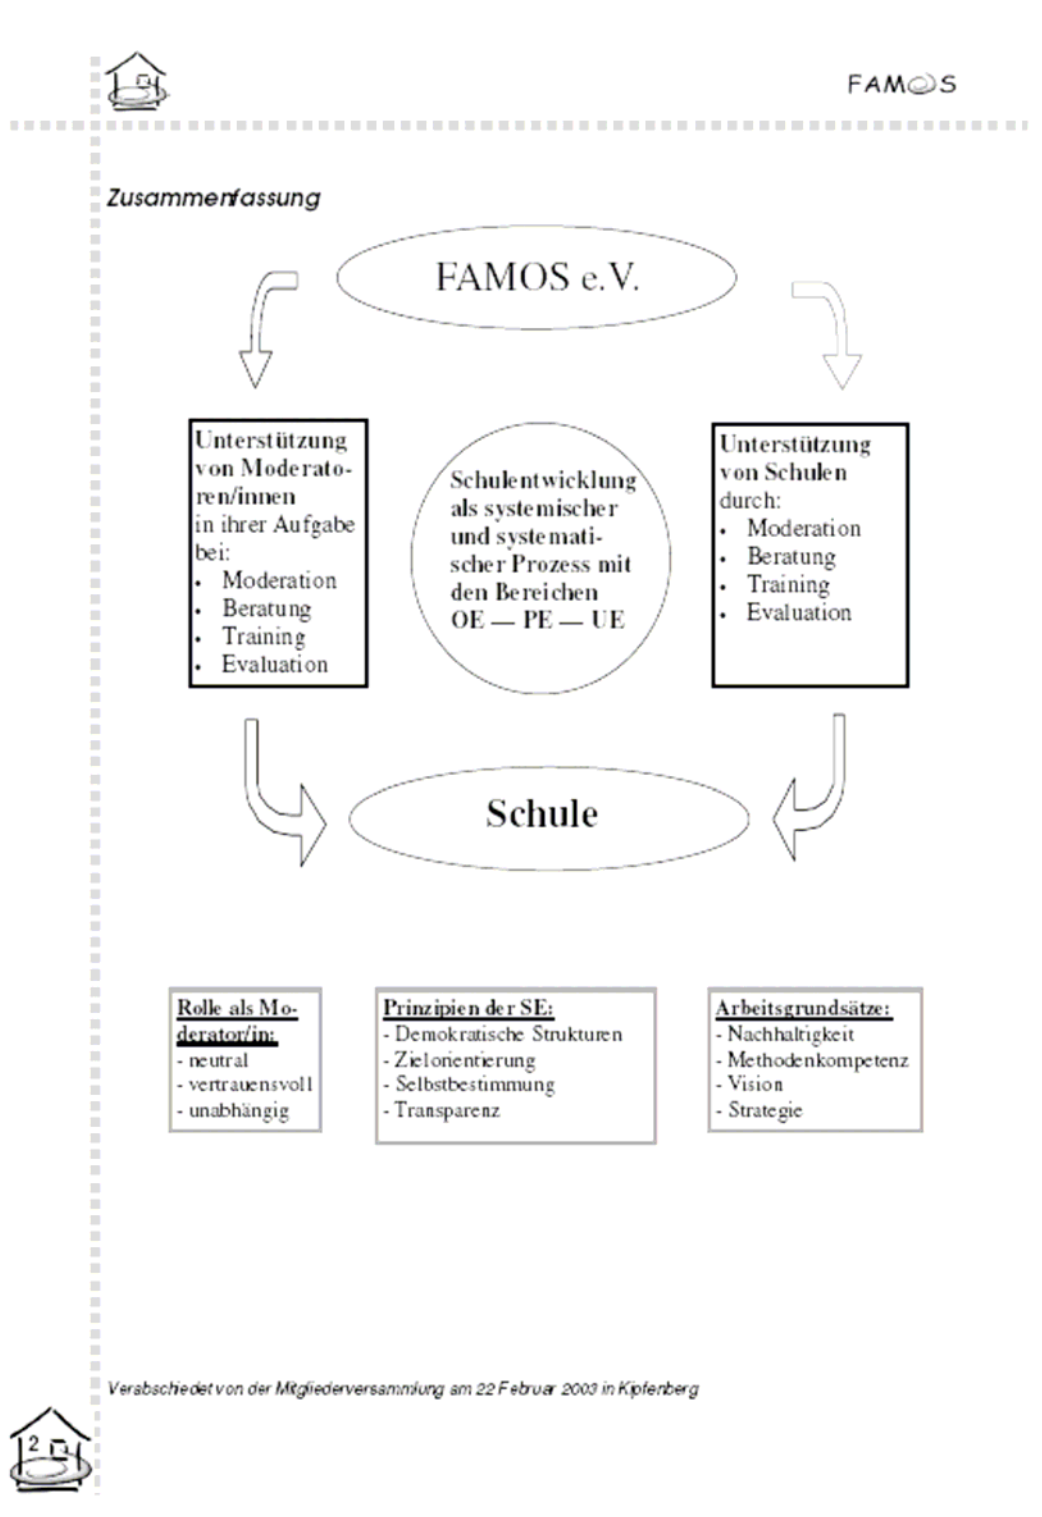 FAMOS
Zusammenfassung
FAMOS e.V.
Unterstützung
von Moderato-
ren/innen
in ihrer Aufgabe
bei:
• Moderation
• Beratung
• Training
• Evaluation
Schulentwicklung
als systemischer
und systemati-
scher Prozess mit
den Bereichen
OE — PE — UE
Unterstützung
von Schulen
durch:
• Moderation
• Beratung
• Training
• Evaluation
Schule
Rolle als Mo-
derator/in:
- neutral
- vertrauensvoll
- unabhängig
Prinzipien der SE:
- Demokratische Strukturen
- Zielorientierung
- Selbstbestimmung
- Transparenz
Arbeitsgrundsätze:
- Nachhaltigkeit
- Methodenkompetenz
- Vision
- Strategie
Verabschiedet von der Mitgliederversammlung am 22 Februar 2003 in Kipfenberg
2